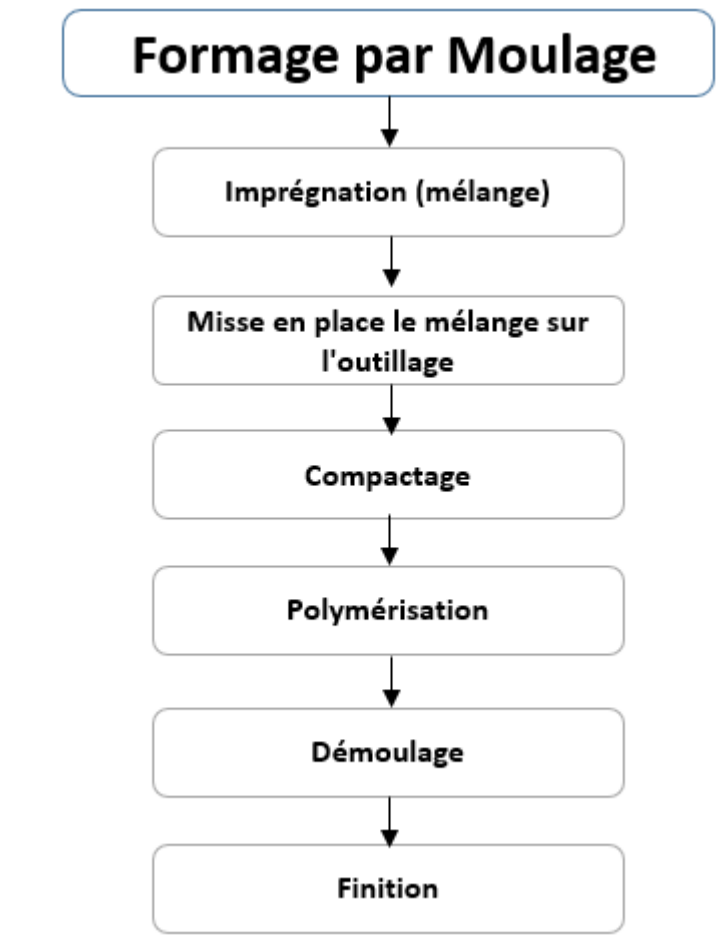 Formage par Moulage
Imprégnation (mélange)
Misse en place le mélange sur
l'outillage
Compactage
Polymérisation
Démoulage
Finition